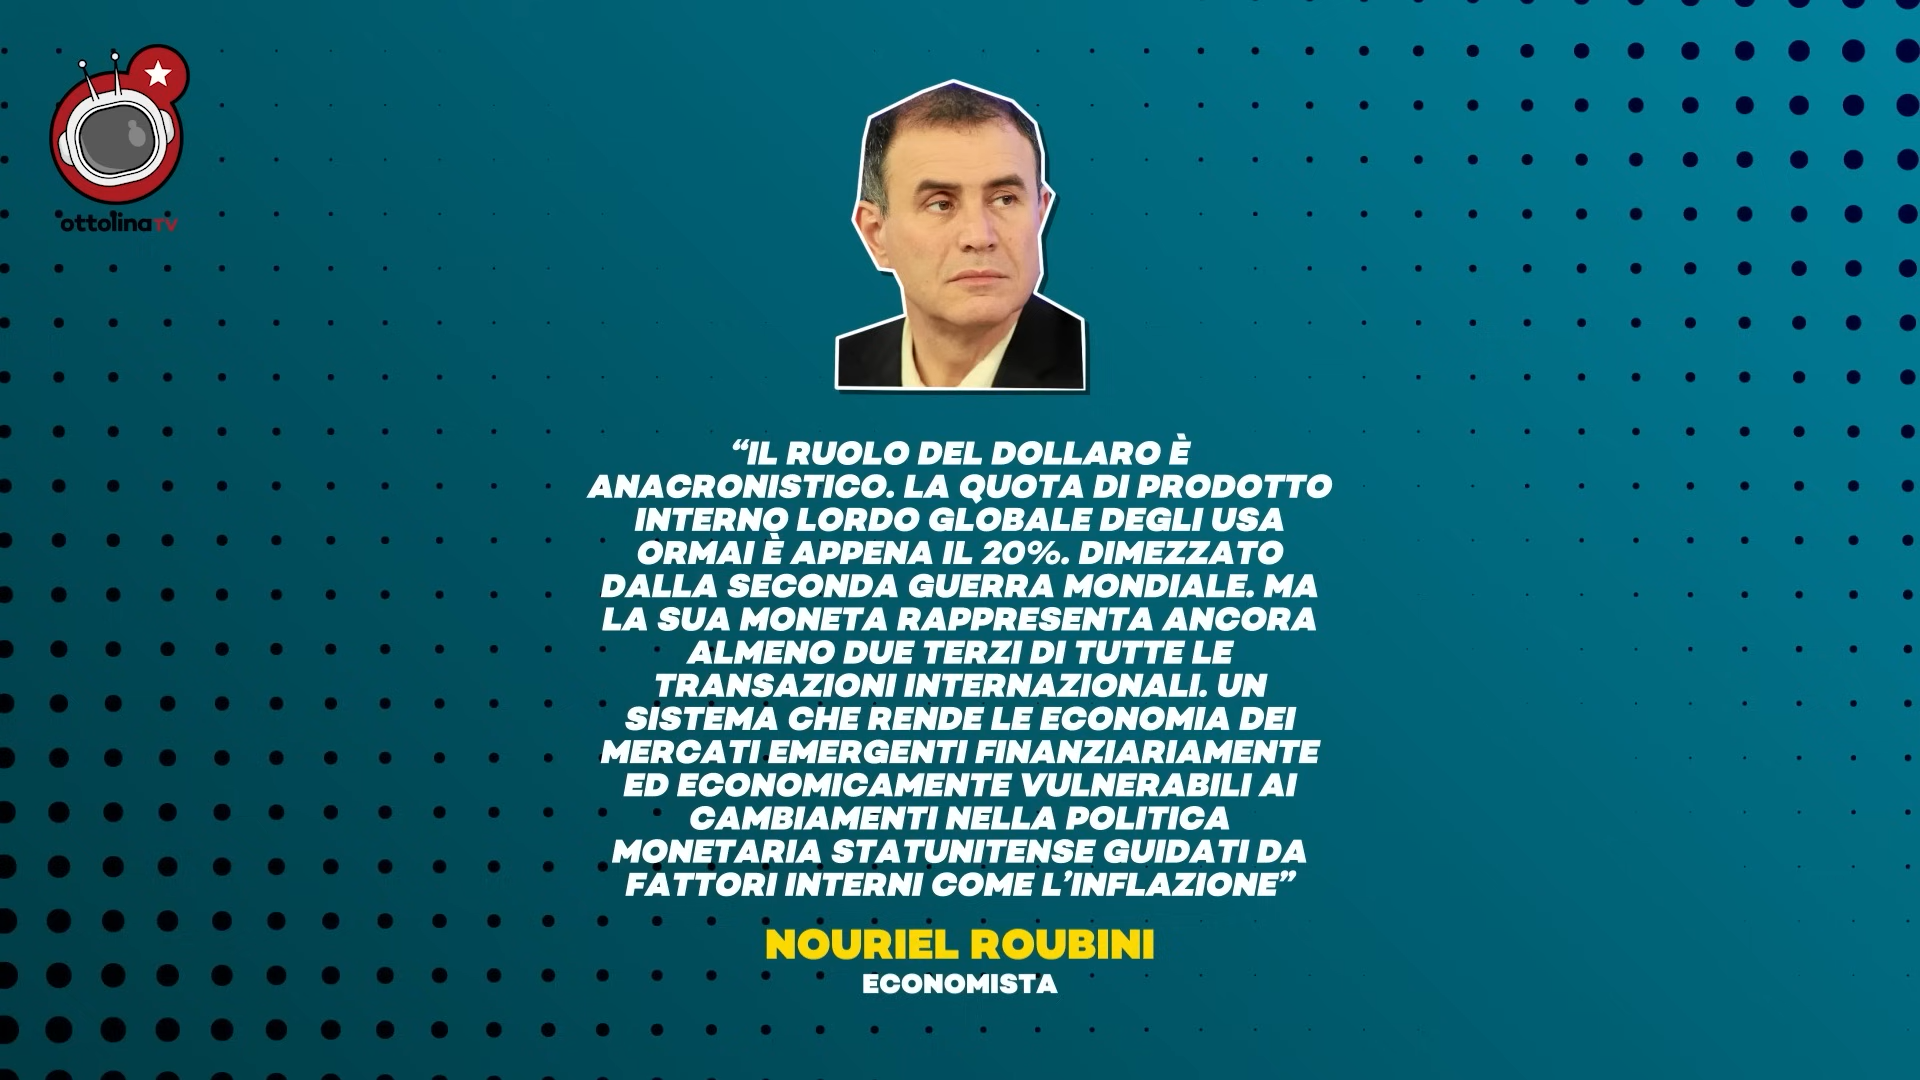 ottolinaTV
“IL RUOLO DEL DOLLARO È
ANACRONISTICO. LA QUOTA DI PRODOTTO
INTERNO LORDO GLOBALE DEGLI USA
ORMAI È APPENA IL 20%. DIMEZZATO
DALLA SECONDA GUERRA MONDIALE. MA
LA SUA MONETA RAPPRESENTA ANCORA
ALMENO DUE TERZI DI TUTTE LE
TRANSAZIONI INTERNAZIONALI. UN
SISTEMA CHE RENDE LE ECONOMIA DEI
MERCATI EMERGENTI FINANZIARIAMENTE
ED ECONOMICAMENTE VULNERABILI AI
CAMBIAMENTI NELLA POLITICA
MONETARIA STATUNITENSE GUIDATI DA
FATTORI INTERNI COME L’INFLAZIONE”
NOURIEL ROUBINI
ECONOMISTA